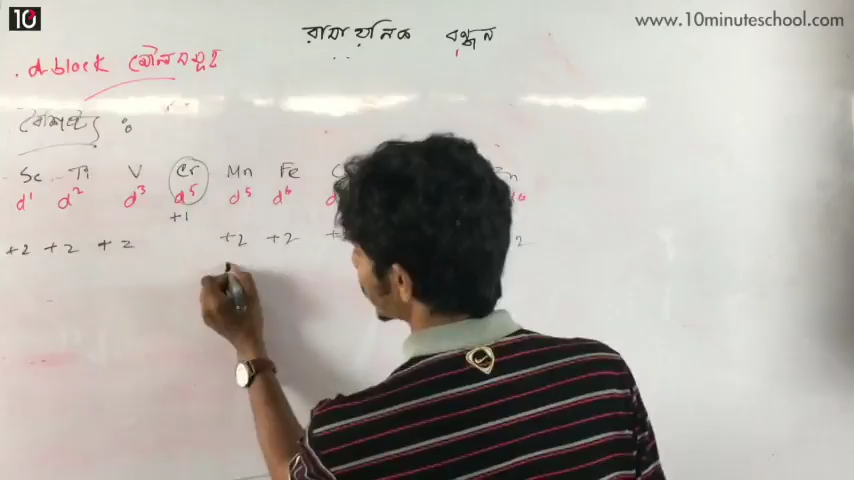 10
www.10minuteschool.com
রাসায়নিক বন্ধন
. d-block মৌলসমূহ
বৈশিষ্ট্য :
Sc Ti V Cr Mn Fe C
d¹ d² d³ d⁵ d⁵ d⁶ d
+1
+2 +2 +2 +2 +2 + 2